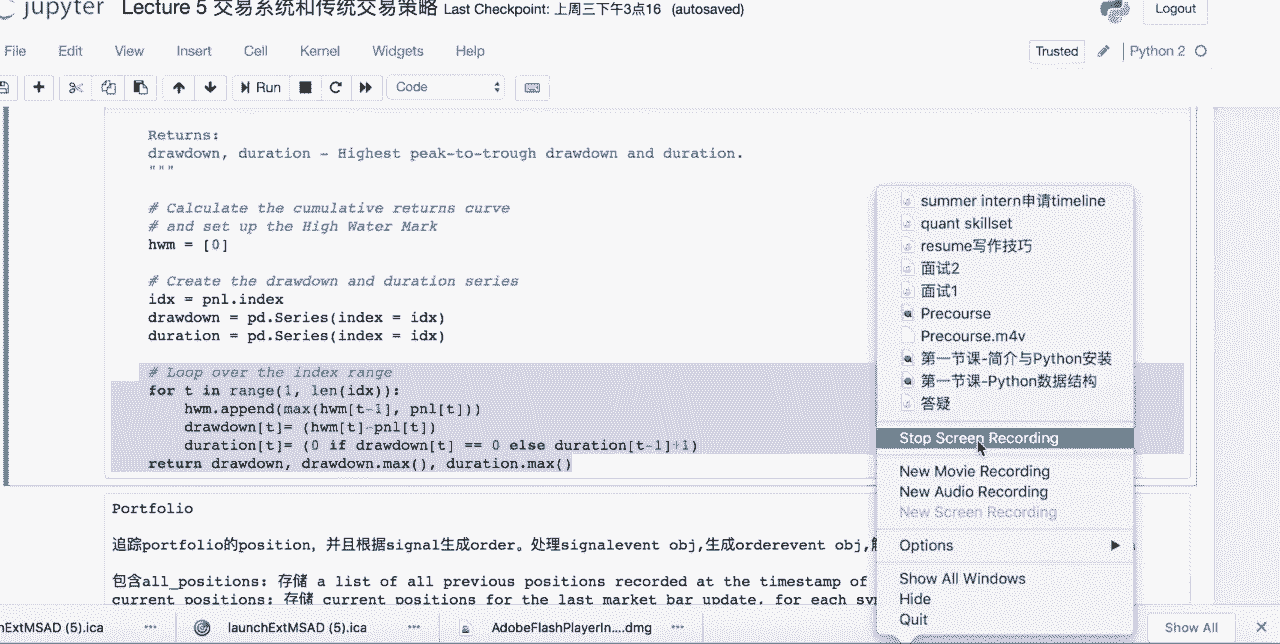 jupyter Lecture 5 交易系统和传统交易策略 Last Checkpoint: 上周三下午3点16 (autosaved)
Logout
File Edit View Insert Cell Kernel Widgets Help
Trusted Python 2
Run Code
Returns:
drawdown, duration - Highest peak-to-trough drawdown and duration.
"""
# Calculate the cumulative returns curve
# and set up the High Water Mark
hwm = [0]
# Create the drawdown and duration series
idx = pnl.index
drawdown = pd.Series(index = idx)
duration = pd.Series(index = idx)
# Loop over the index range
for t in range(1, len(idx)):
hwm.append(max(hwm[t-1], pnl[t]))
drawdown[t]= (hwm[t]-pnl[t])
duration[t]= (0 if drawdown[t] == 0 else duration[t-1]+1)
return drawdown, drawdown.max(), duration.max()
Portfolio
追踪portfolio的position，并且根据signal生成order。处理signalevent obj,生成orderevent obj,
包含all_positions: 存储 a list of all previous positions recorded at the timestamp of
current positions: 存储 current positions for the last market bar update, for each
summer intern申请timeline
quant skillset
resume写作技巧
面试2
面试1
Precourse
Precourse.m4v
第一节课-简介与Python安装
第一节课-Python数据结构
答疑
Stop Screen Recording
New Movie Recording
New Audio Recording
New Screen Recording
Options
Show All Windows
Hide
Quit
hExtMSAD (5).ica
launchExtMSAD (5).ica
AdobeFlashPlayerIn....dmg
Show All